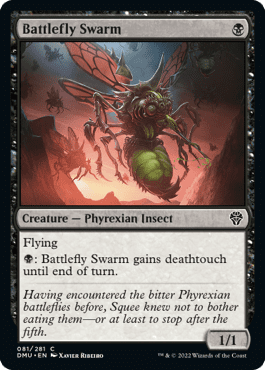 Battlefly Swarm
Creature — Phyrexian Insect
Flying
: Battlefly Swarm gains deathtouch
until end of turn.
Having encountered the bitter Phyrexian
battleflies before, Squee knew not to bother
eating them—or at least to stop after the
fifth.
1/1
081/281 C
DMU • EN Xavier Ribeiro
™ & © 2022 Wizards of the Coast